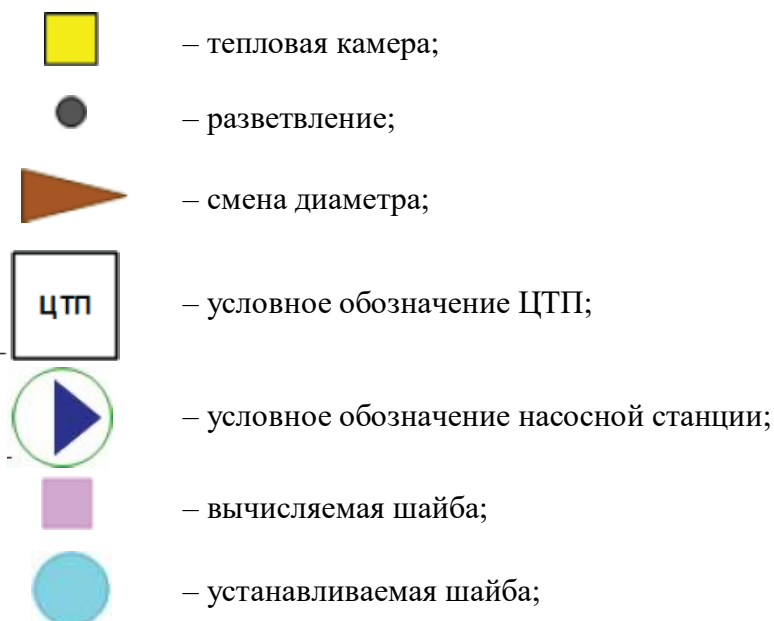 – тепловая камера;
– разветвление;
– смена диаметра;
ЦТП – условное обозначение ЦТП;
– условное обозначение насосной станции;
– вычисляемая шайба;
– устанавливаемая шайба;